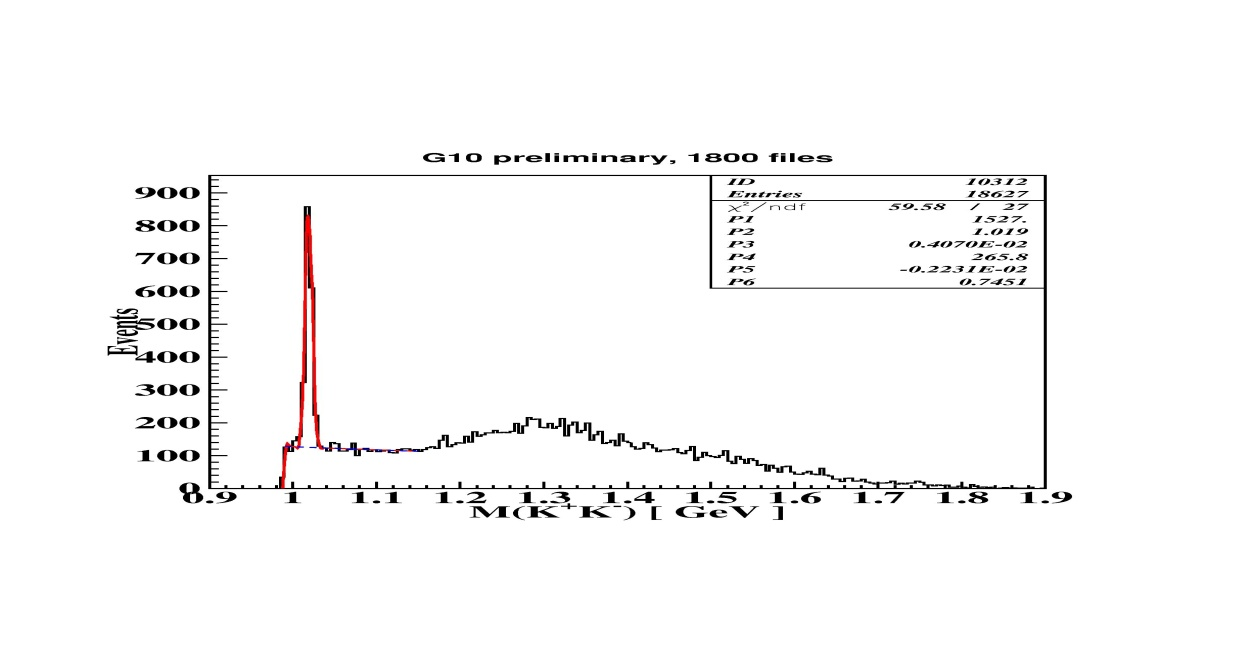 G10 preliminary, 1800 files
ID 10312
Entries 18627
χ²/ndf 59.58 / 27
P1 1527.
P2 1.019
P3 0.4070E-02
P4 265.8
P5 -0.2231E-02
P6 0.7451
Events
900
800
700
600
500
400
300
200
100
0
0.9 1 1.1 1.2 1.3 1.4 1.5 1.6 1.7 1.8 1.9
M(K⁺K⁻) [ GeV ]